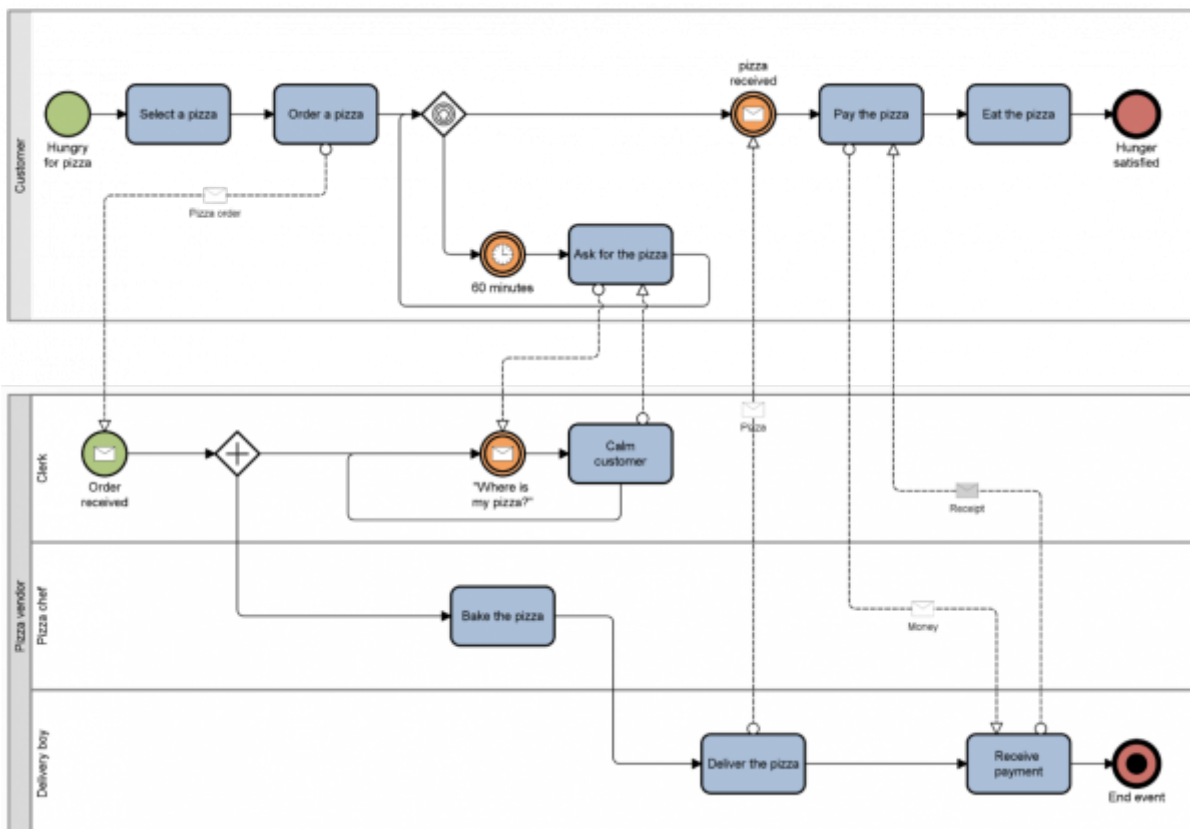 Customer
Hungry
for pizza
Select a pizza
Order a pizza
pizza
received
Pay the pizza
Eat the pizza
Hunger
satisfied
Pizza order
60 minutes
Ask for the pizza
Pizza vendor
Clerk
Order
received
"Where is
my pizza?"
Calm
customer
Pizza
Receipt
Pizza chef
Bake the pizza
Money
Delivery boy
Deliver the pizza
Receive
payment
End event